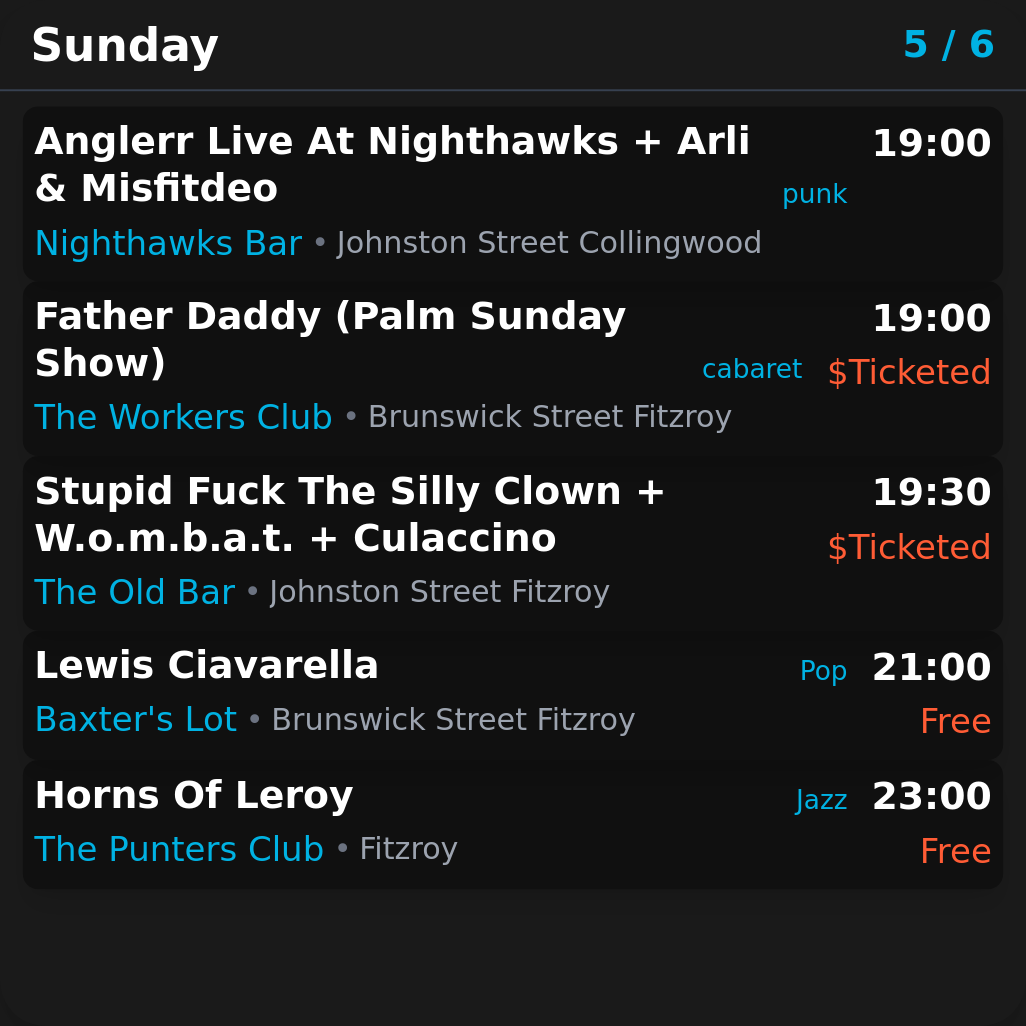 Sunday
5 / 6
Anglerr Live At Nighthawks + Arli
& Misfitdeo
19:00
punk
Nighthawks Bar • Johnston Street Collingwood
Father Daddy (Palm Sunday
Show)
19:00
cabaret $Ticketed
The Workers Club • Brunswick Street Fitzroy
Stupid Fuck The Silly Clown +
W.o.m.b.a.t. + Culaccino
19:30
$Ticketed
The Old Bar • Johnston Street Fitzroy
Lewis Ciavarella
Pop 21:00
Baxter's Lot • Brunswick Street Fitzroy
Free
Horns Of Leroy
Jazz 23:00
The Punters Club • Fitzroy
Free